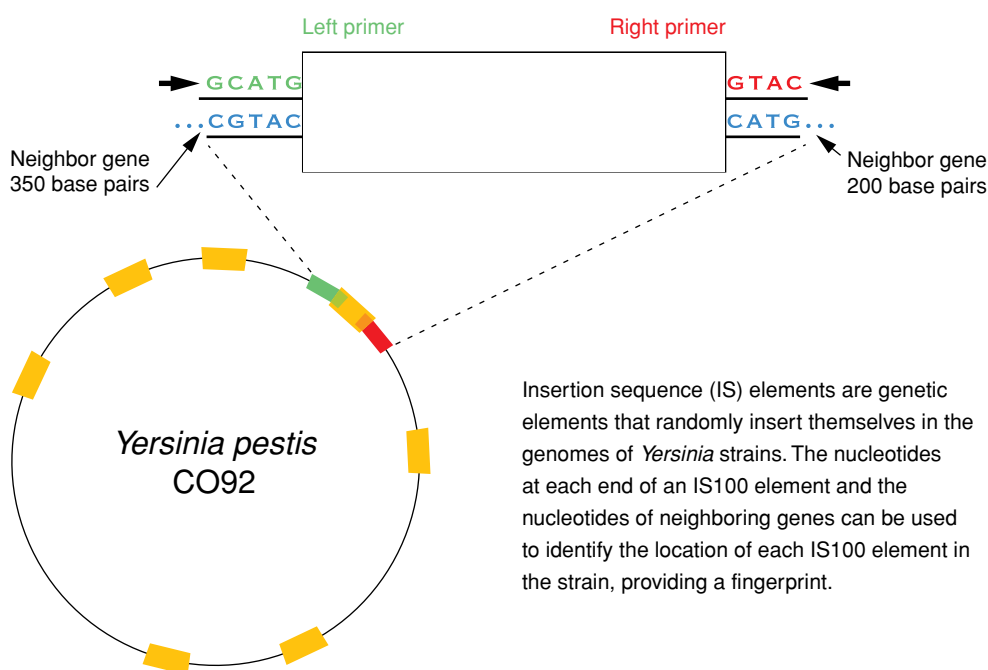 Left primer
Right primer
GCATG
GTAC
...CGTAC
CATG...
Neighbor gene
350 base pairs
Neighbor gene
200 base pairs
Yersinia pestis
CO92
Insertion sequence (IS) elements are genetic
elements that randomly insert themselves in the
genomes of Yersinia strains. The nucleotides
at each end of an IS100 element and the
nucleotides of neighboring genes can be used
to identify the location of each IS100 element in
the strain, providing a fingerprint.